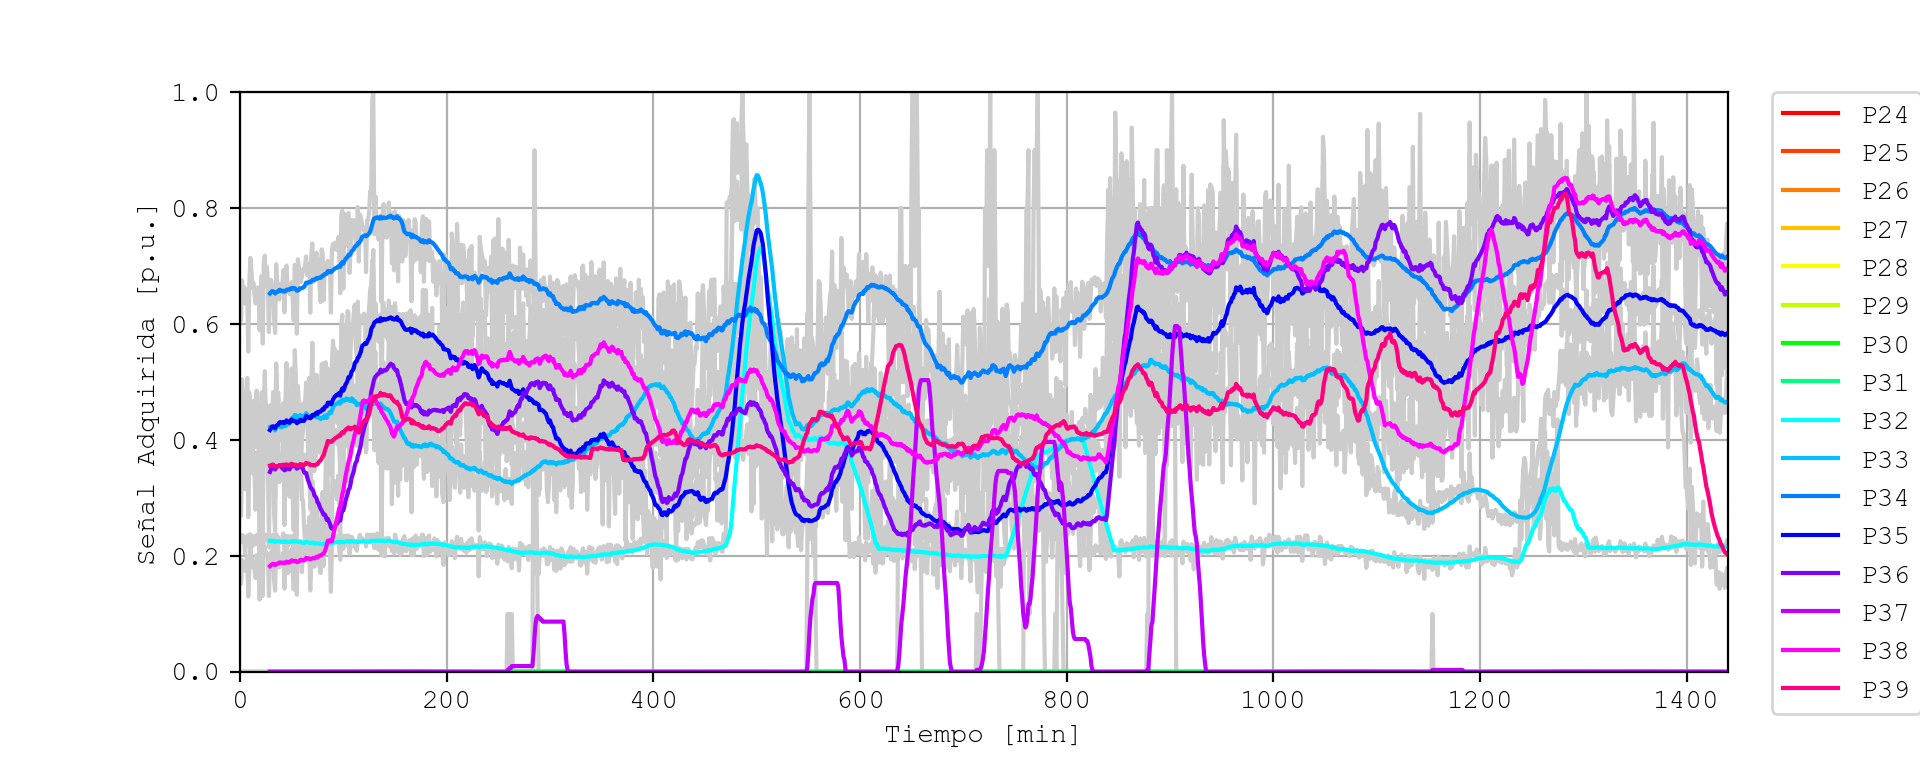 Señal Adquirida [p.u.]
1.0
0.8
0.6
0.4
0.2
0.0
0 200 400 600 800 1000 1200 1400
Tiempo [min]
P24
P25
P26
P27
P28
P29
P30
P31
P32
P33
P34
P35
P36
P37
P38
P39